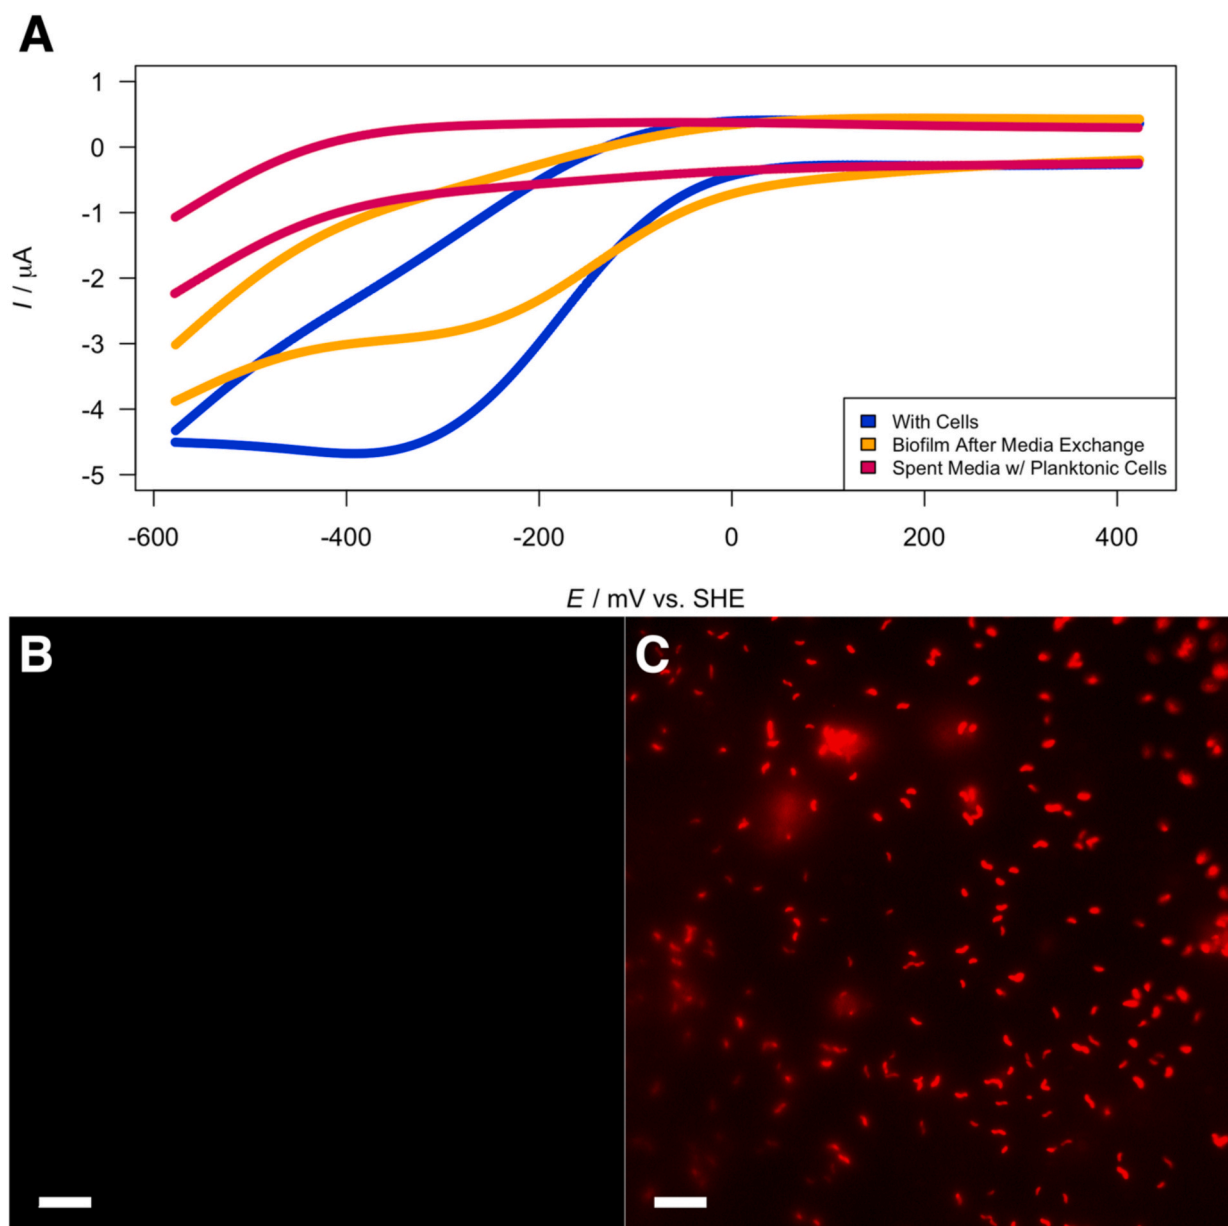 A
1
0
-1
-2
-3
-4
-5
I / μA
With Cells
Biofilm After Media Exchange
Spent Media w/ Planktonic Cells
-600 -400 -200 0 200 400
E / mV vs. SHE
B
C